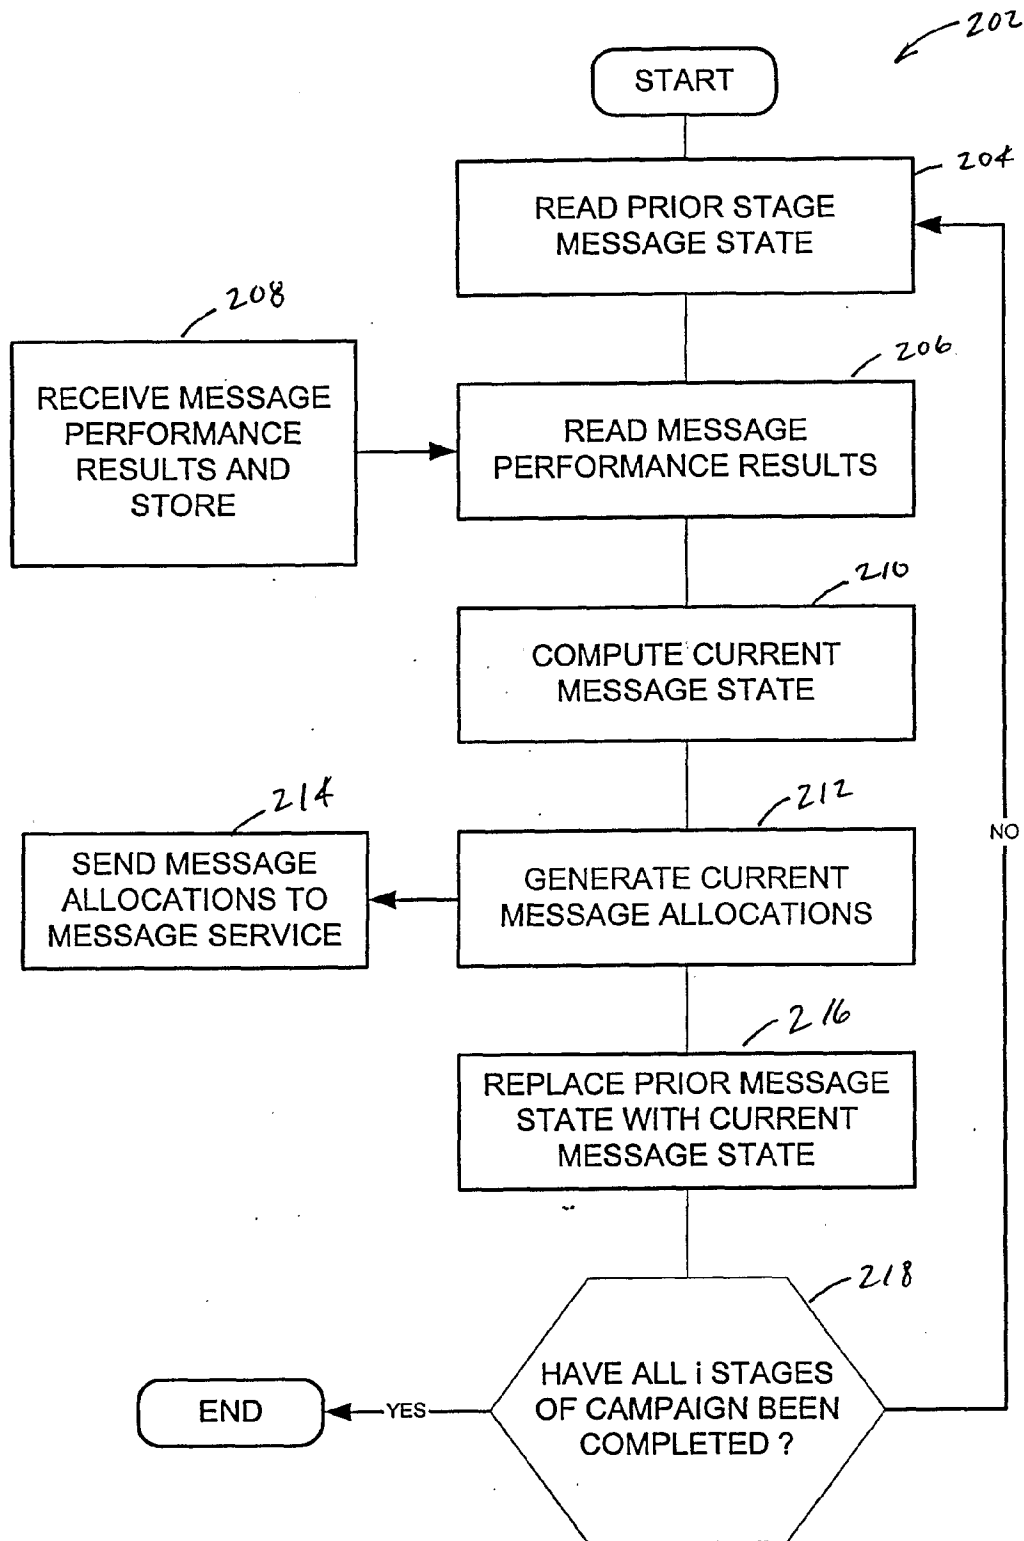 202
START
204
READ PRIOR STAGE
MESSAGE STATE
208
RECEIVE MESSAGE
PERFORMANCE
RESULTS AND
STORE
206
READ MESSAGE
PERFORMANCE RESULTS
210
COMPUTE CURRENT
MESSAGE STATE
214
SEND MESSAGE
ALLOCATIONS TO
MESSAGE SERVICE
212
GENERATE CURRENT
MESSAGE ALLOCATIONS
NO
216
REPLACE PRIOR MESSAGE
STATE WITH CURRENT
MESSAGE STATE
218
HAVE ALL i STAGES
OF CAMPAIGN BEEN
COMPLETED ?
YES
END